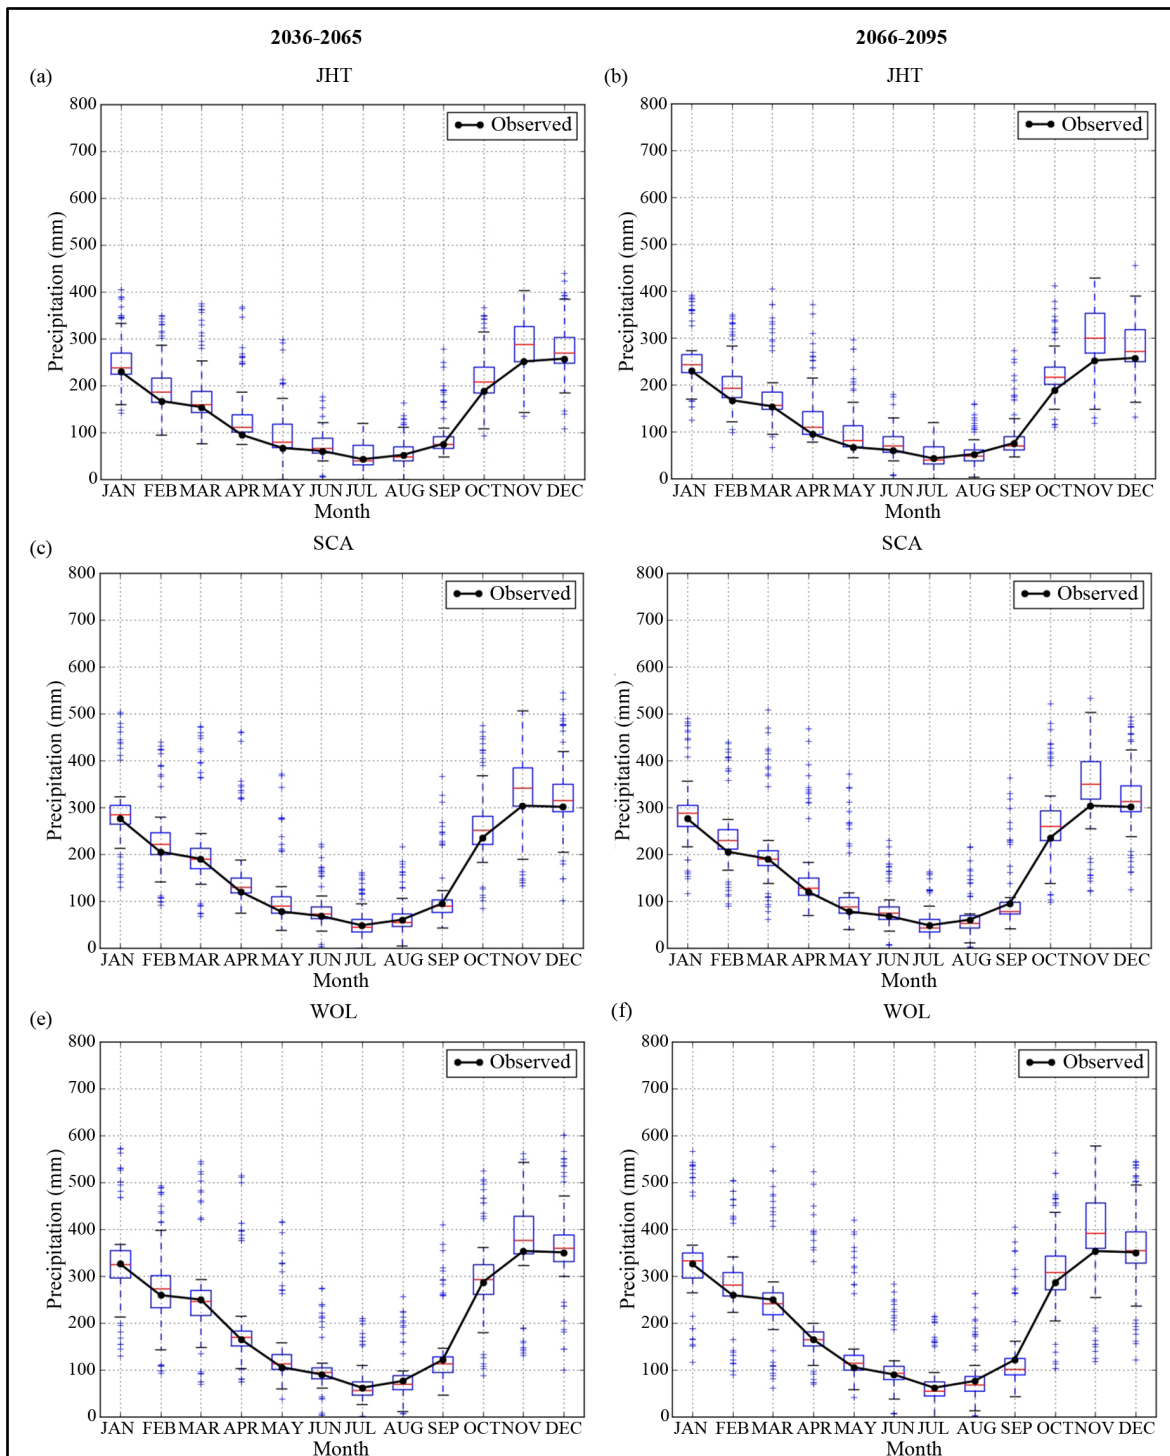 2036-2065
2066-2095
(a)
JHT
(b)
JHT
Precipitation (mm)
800
700
600
500
400
300
200
100
0
Observed
JAN FEB MAR APR MAY JUN JUL AUG SEP OCT NOV DEC
Month
Precipitation (mm)
800
700
600
500
400
300
200
100
0
Observed
JAN FEB MAR APR MAY JUN JUL AUG SEP OCT NOV DEC
Month
(c)
SCA
SCA
Precipitation (mm)
800
700
600
500
400
300
200
100
0
Observed
JAN FEB MAR APR MAY JUN JUL AUG SEP OCT NOV DEC
Month
Precipitation (mm)
800
700
600
500
400
300
200
100
0
Observed
JAN FEB MAR APR MAY JUN JUL AUG SEP OCT NOV DEC
Month
(e)
WOL
(f)
WOL
Precipitation (mm)
800
700
600
500
400
300
200
100
0
Observed
JAN FEB MAR APR MAY JUN JUL AUG SEP OCT NOV DEC
Month
Precipitation (mm)
800
700
600
500
400
300
200
100
0
Observed
JAN FEB MAR APR MAY JUN JUL AUG SEP OCT NOV DEC
Month